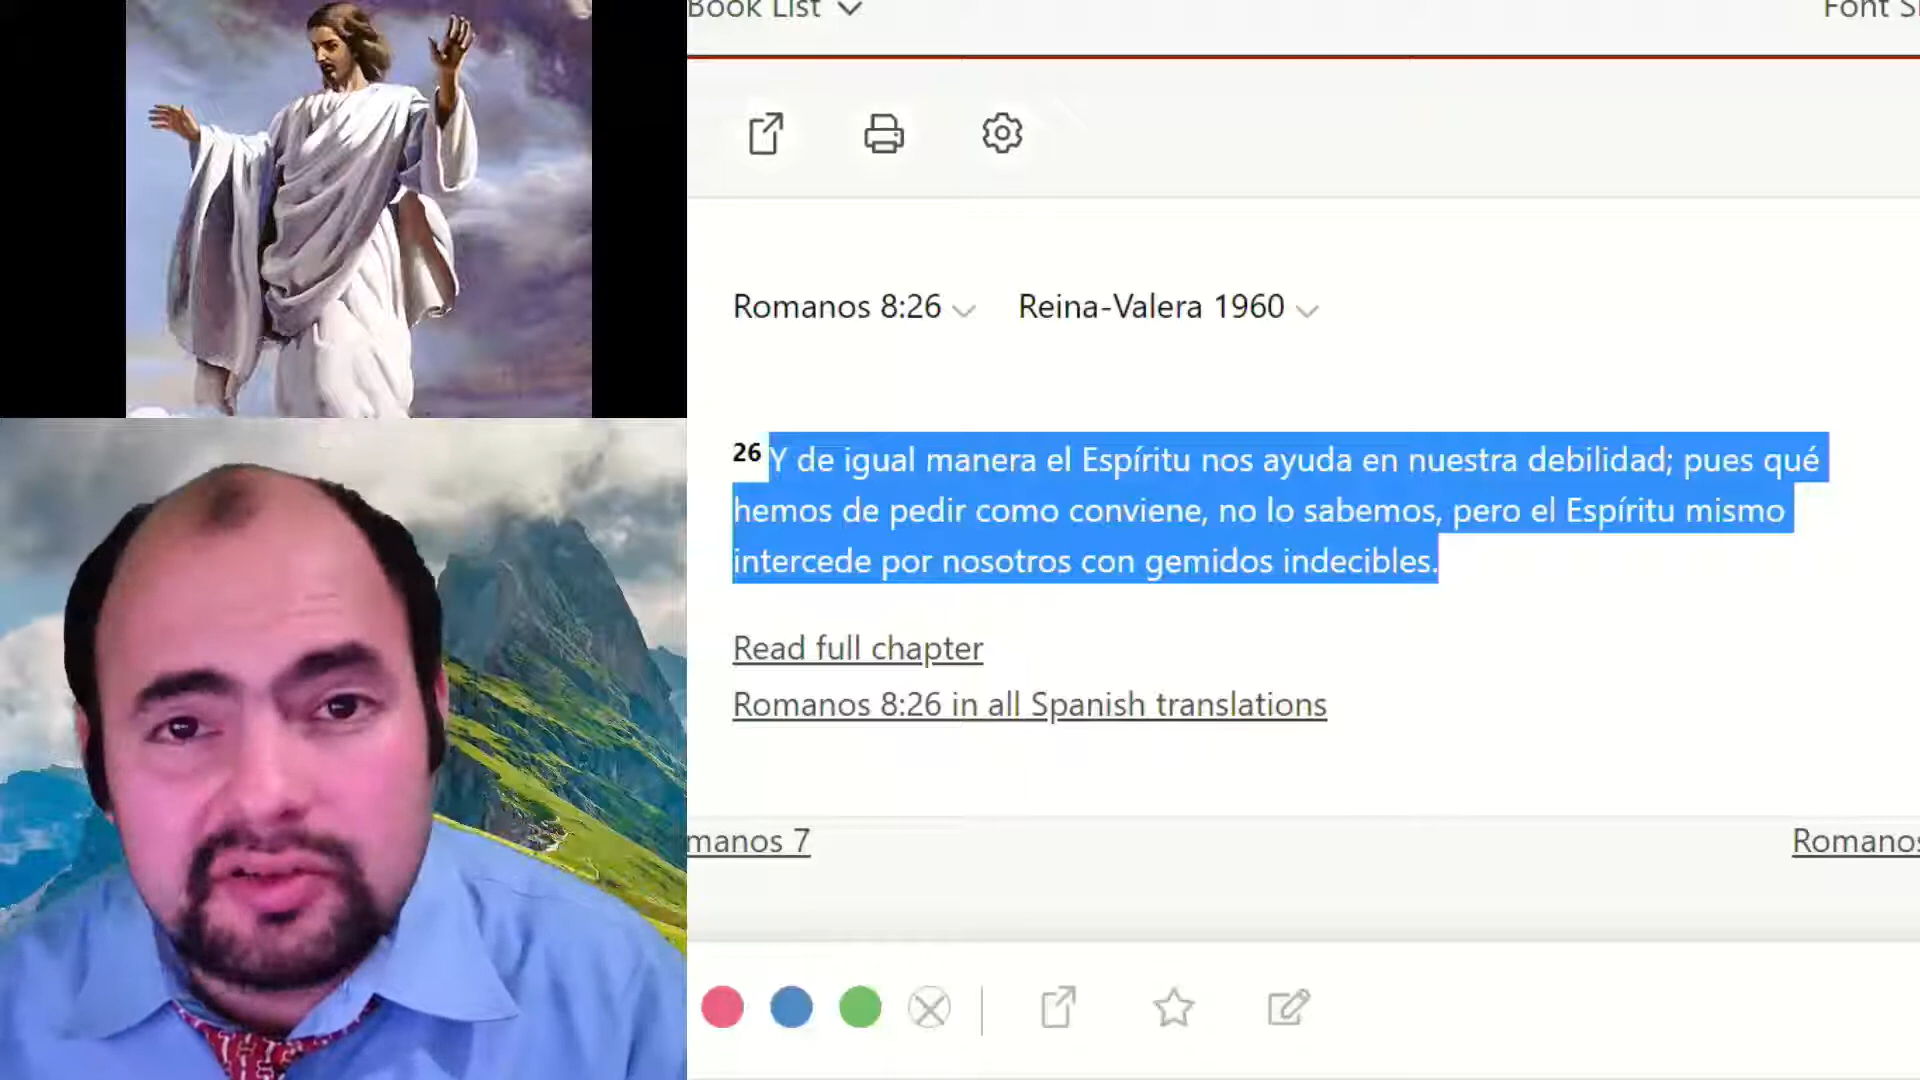 Book List
Font
Romanos 8:26 Reina-Valera 1960
26 Y de igual manera el Espíritu nos ayuda en nuestra debilidad; pues qué
hemos de pedir como conviene, no lo sabemos, pero el Espíritu mismo
intercede por nosotros con gemidos indecibles.
Read full chapter
Romanos 8:26 in all Spanish translations
manos 7
Romanos